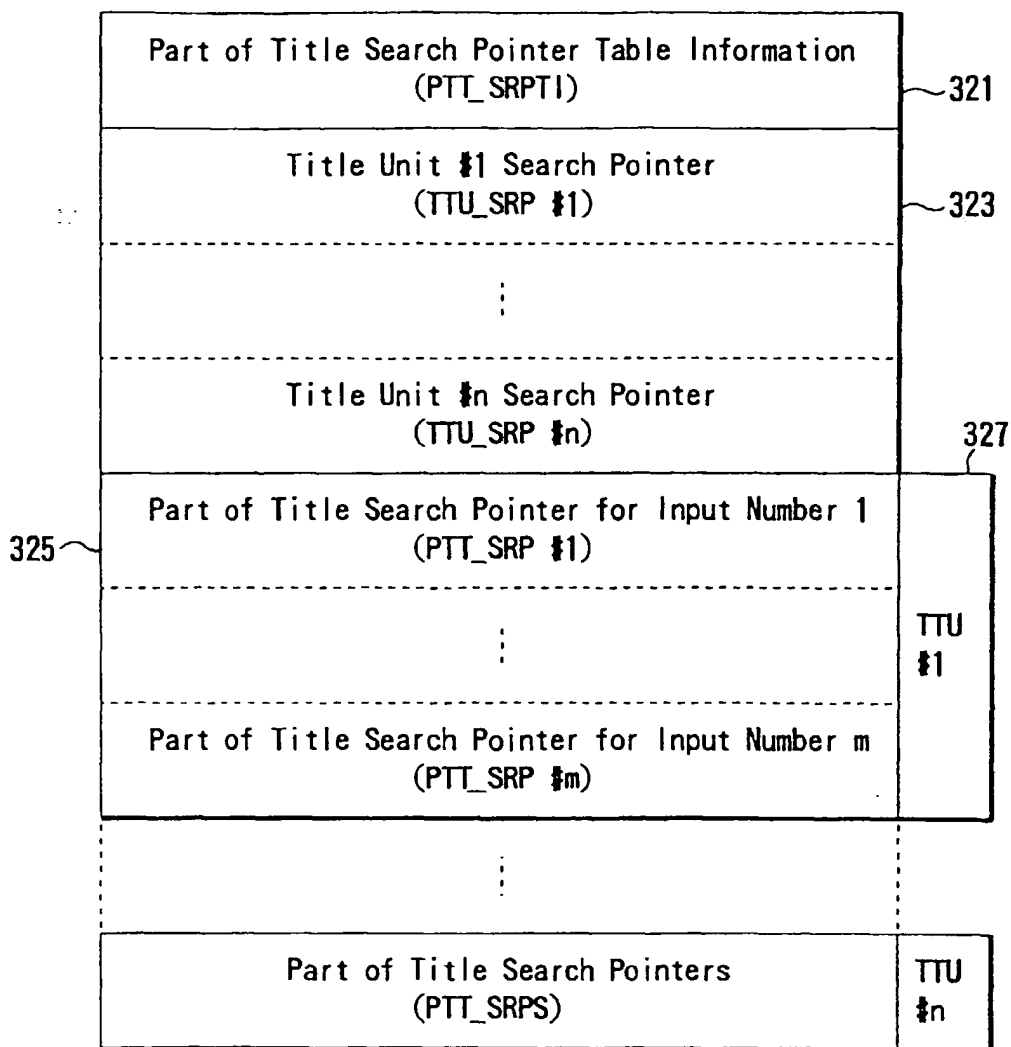 Part of Title Search Pointer Table Information
(PTT_SRPTI)
321
Title Unit #1 Search Pointer
(TTU_SRP #1)
323
⋮
Title Unit #n Search Pointer
(TTU_SRP #n)
327
Part of Title Search Pointer for Input Number 1
(PTT_SRP #1)
325
⋮
TTU
#1
Part of Title Search Pointer for Input Number m
(PTT_SRP #m)
⋮
Part of Title Search Pointers
(PTT_SRPS)
TTU
#n